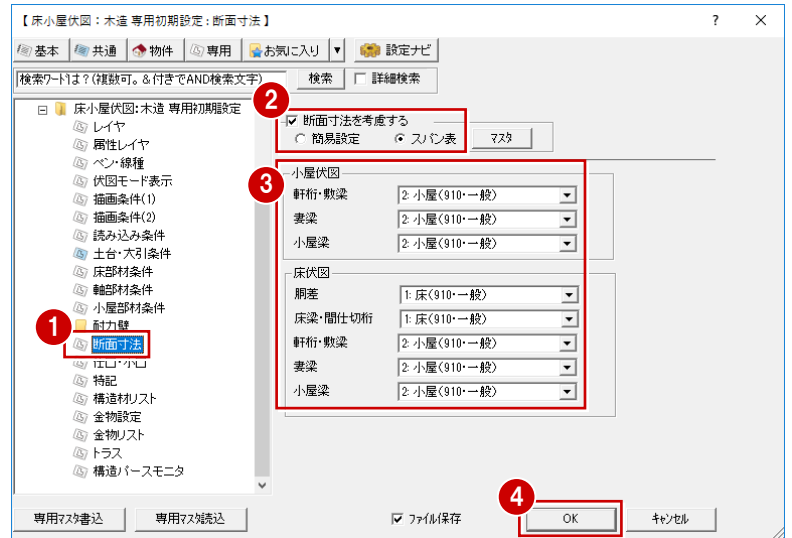 【 床小屋伏図：木造 専用初期設定 : 断面寸法 】 ? ×
基本 共通 物件 専用 お気に入り ▼ 設定ナビ
検索ワードは？(複数可。＆付きでAND検索文字) 検索 詳細検索
床小屋伏図:木造 専用初期設定
レイヤ
属性レイヤ
ペン・線種
伏図モード表示
描画条件(1)
描画条件(2)
読み込み条件
土台・大引条件
床部材条件
軸部材条件
小屋部材条件
耐力壁
1
断面寸法
仕口・小口
特記
構造材リスト
金物設定
金物リスト
トラス
構造パースモニタ
2
断面寸法を考慮する
簡易設定 スパン表 マスタ
3
小屋伏図
軒桁・敷梁 2: 小屋(910・一般)
妻梁 2: 小屋(910・一般)
小屋梁 2: 小屋(910・一般)
床伏図
胴差 1: 床(910・一般)
床梁・間仕切桁 1: 床(910・一般)
軒桁・敷梁 2: 小屋(910・一般)
妻梁 2: 小屋(910・一般)
小屋梁 2: 小屋(910・一般)
4
専用マスタ書込 専用マスタ読込 ファイル保存 OK キャンセル